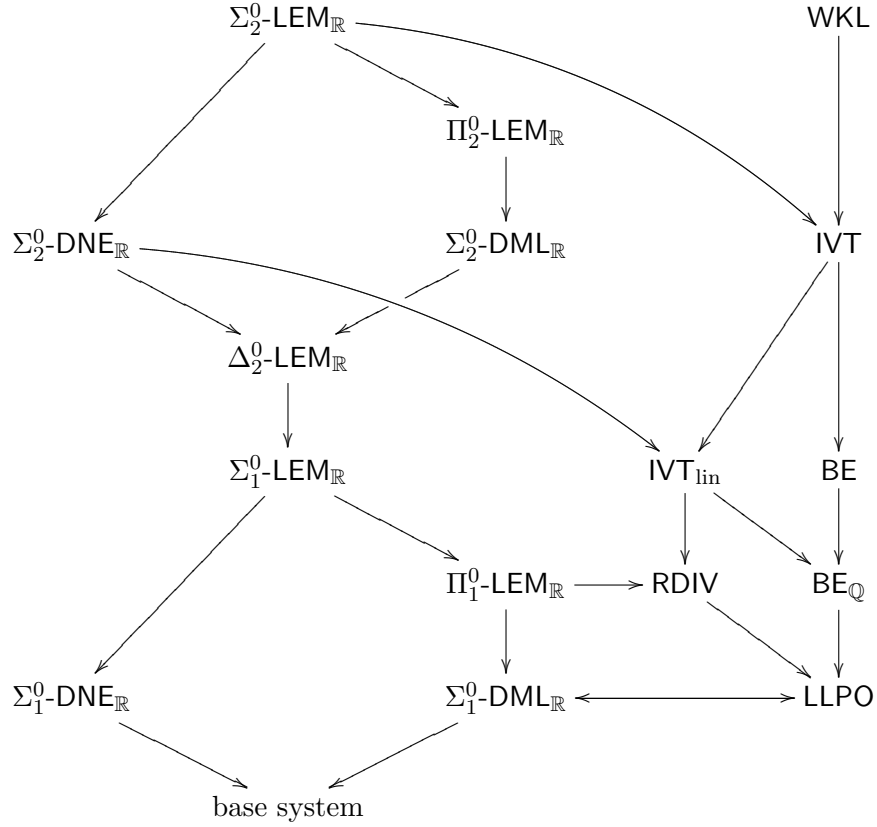 Σ⁰₂-LEM_ℝ WKL
Π⁰₂-LEM_ℝ
Σ⁰₂-DNE_ℝ Σ⁰₂-DML_ℝ IVT
Δ⁰₂-LEM_ℝ
Σ⁰₁-LEM_ℝ IVT_lin BE
Π⁰₁-LEM_ℝ RDIV BE_ℚ
Σ⁰₁-DNE_ℝ Σ⁰₁-DML_ℝ LLPO
base system